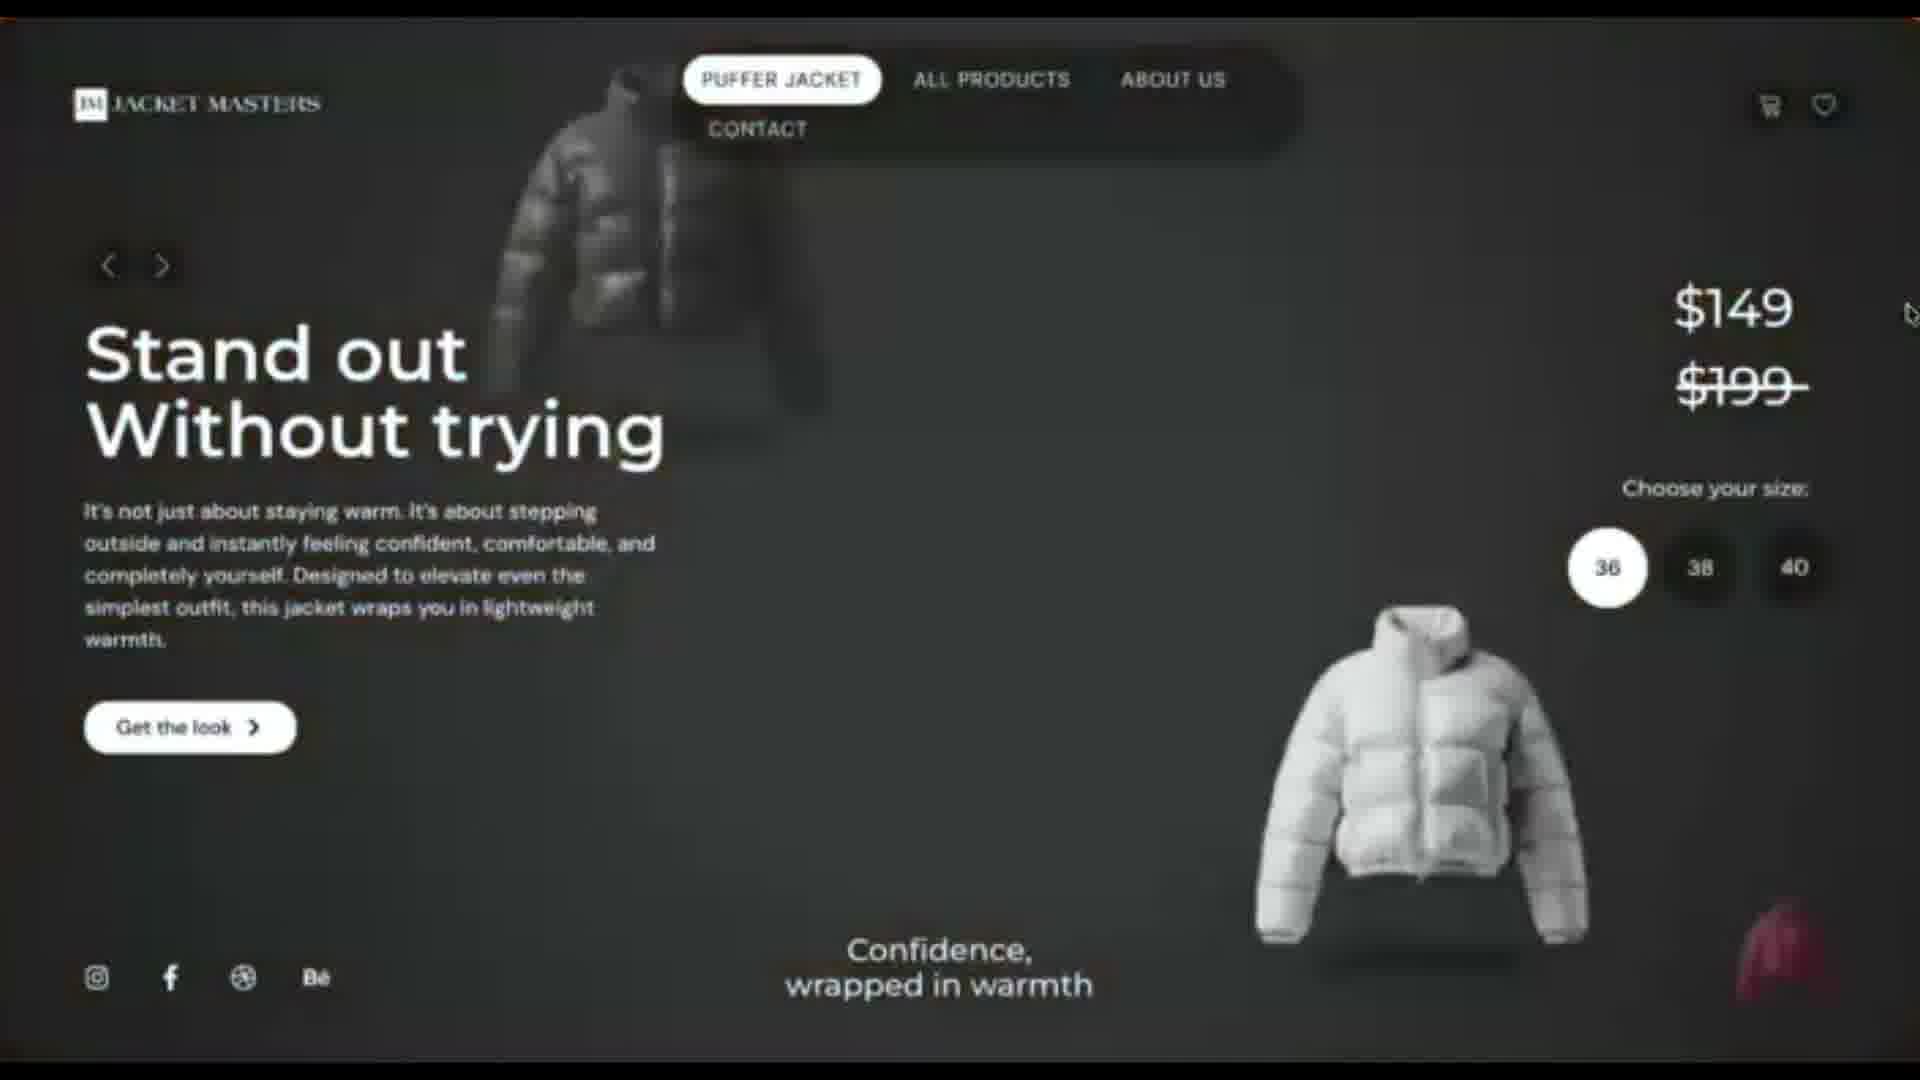 JM JACKET MASTERS
PUFFER JACKET ALL PRODUCTS ABOUT US
CONTACT
Stand out
Without trying
It's not just about staying warm. It's about stepping
outside and instantly feeling confident, comfortable, and
completely yourself. Designed to elevate even the
simplest outfit, this jacket wraps you in lightweight
warmth.
Get the look
$149
$199
Choose your size:
36 38 40
Confidence,
wrapped in warmth
Bē